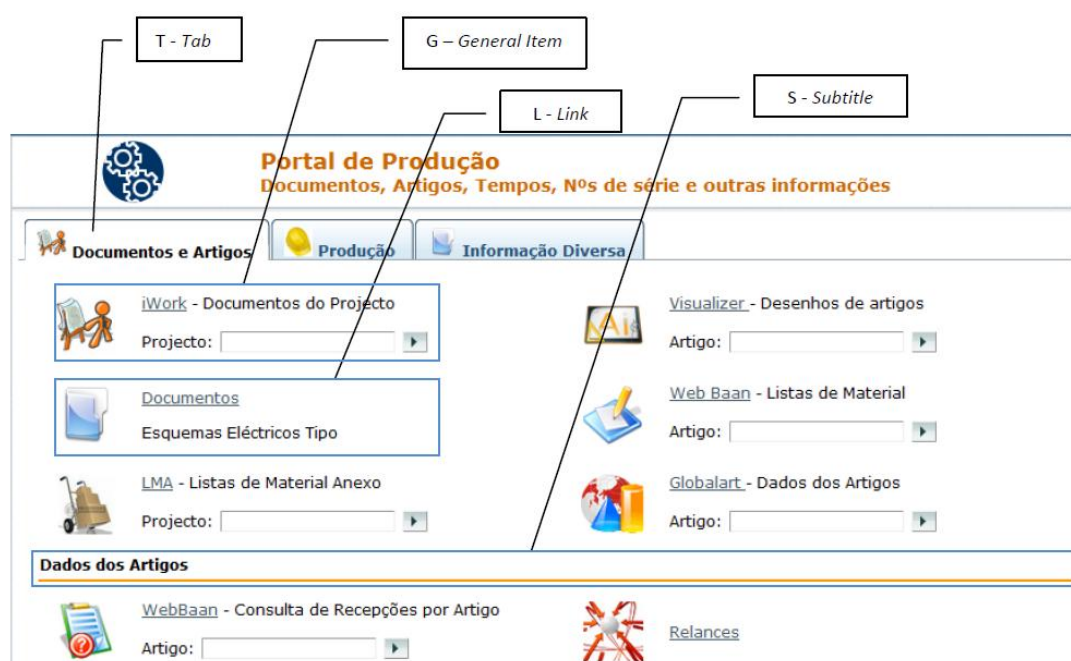 T - Tab
G – General Item
L - Link
S - Subtitle
Portal de Produção
Documentos, Artigos, Tempos, Nºs de série e outras informações
Documentos e Artigos
Produção
Informação Diversa
iWork - Documentos do Projecto
Projecto:
Visualizer - Desenhos de artigos
Artigo:
Documentos
Esquemas Eléctricos Tipo
Web Baan - Listas de Material
Artigo:
LMA - Listas de Material Anexo
Projecto:
Globalart - Dados dos Artigos
Artigo:
Dados dos Artigos
WebBaan - Consulta de Recepções por Artigo
Artigo:
Relances